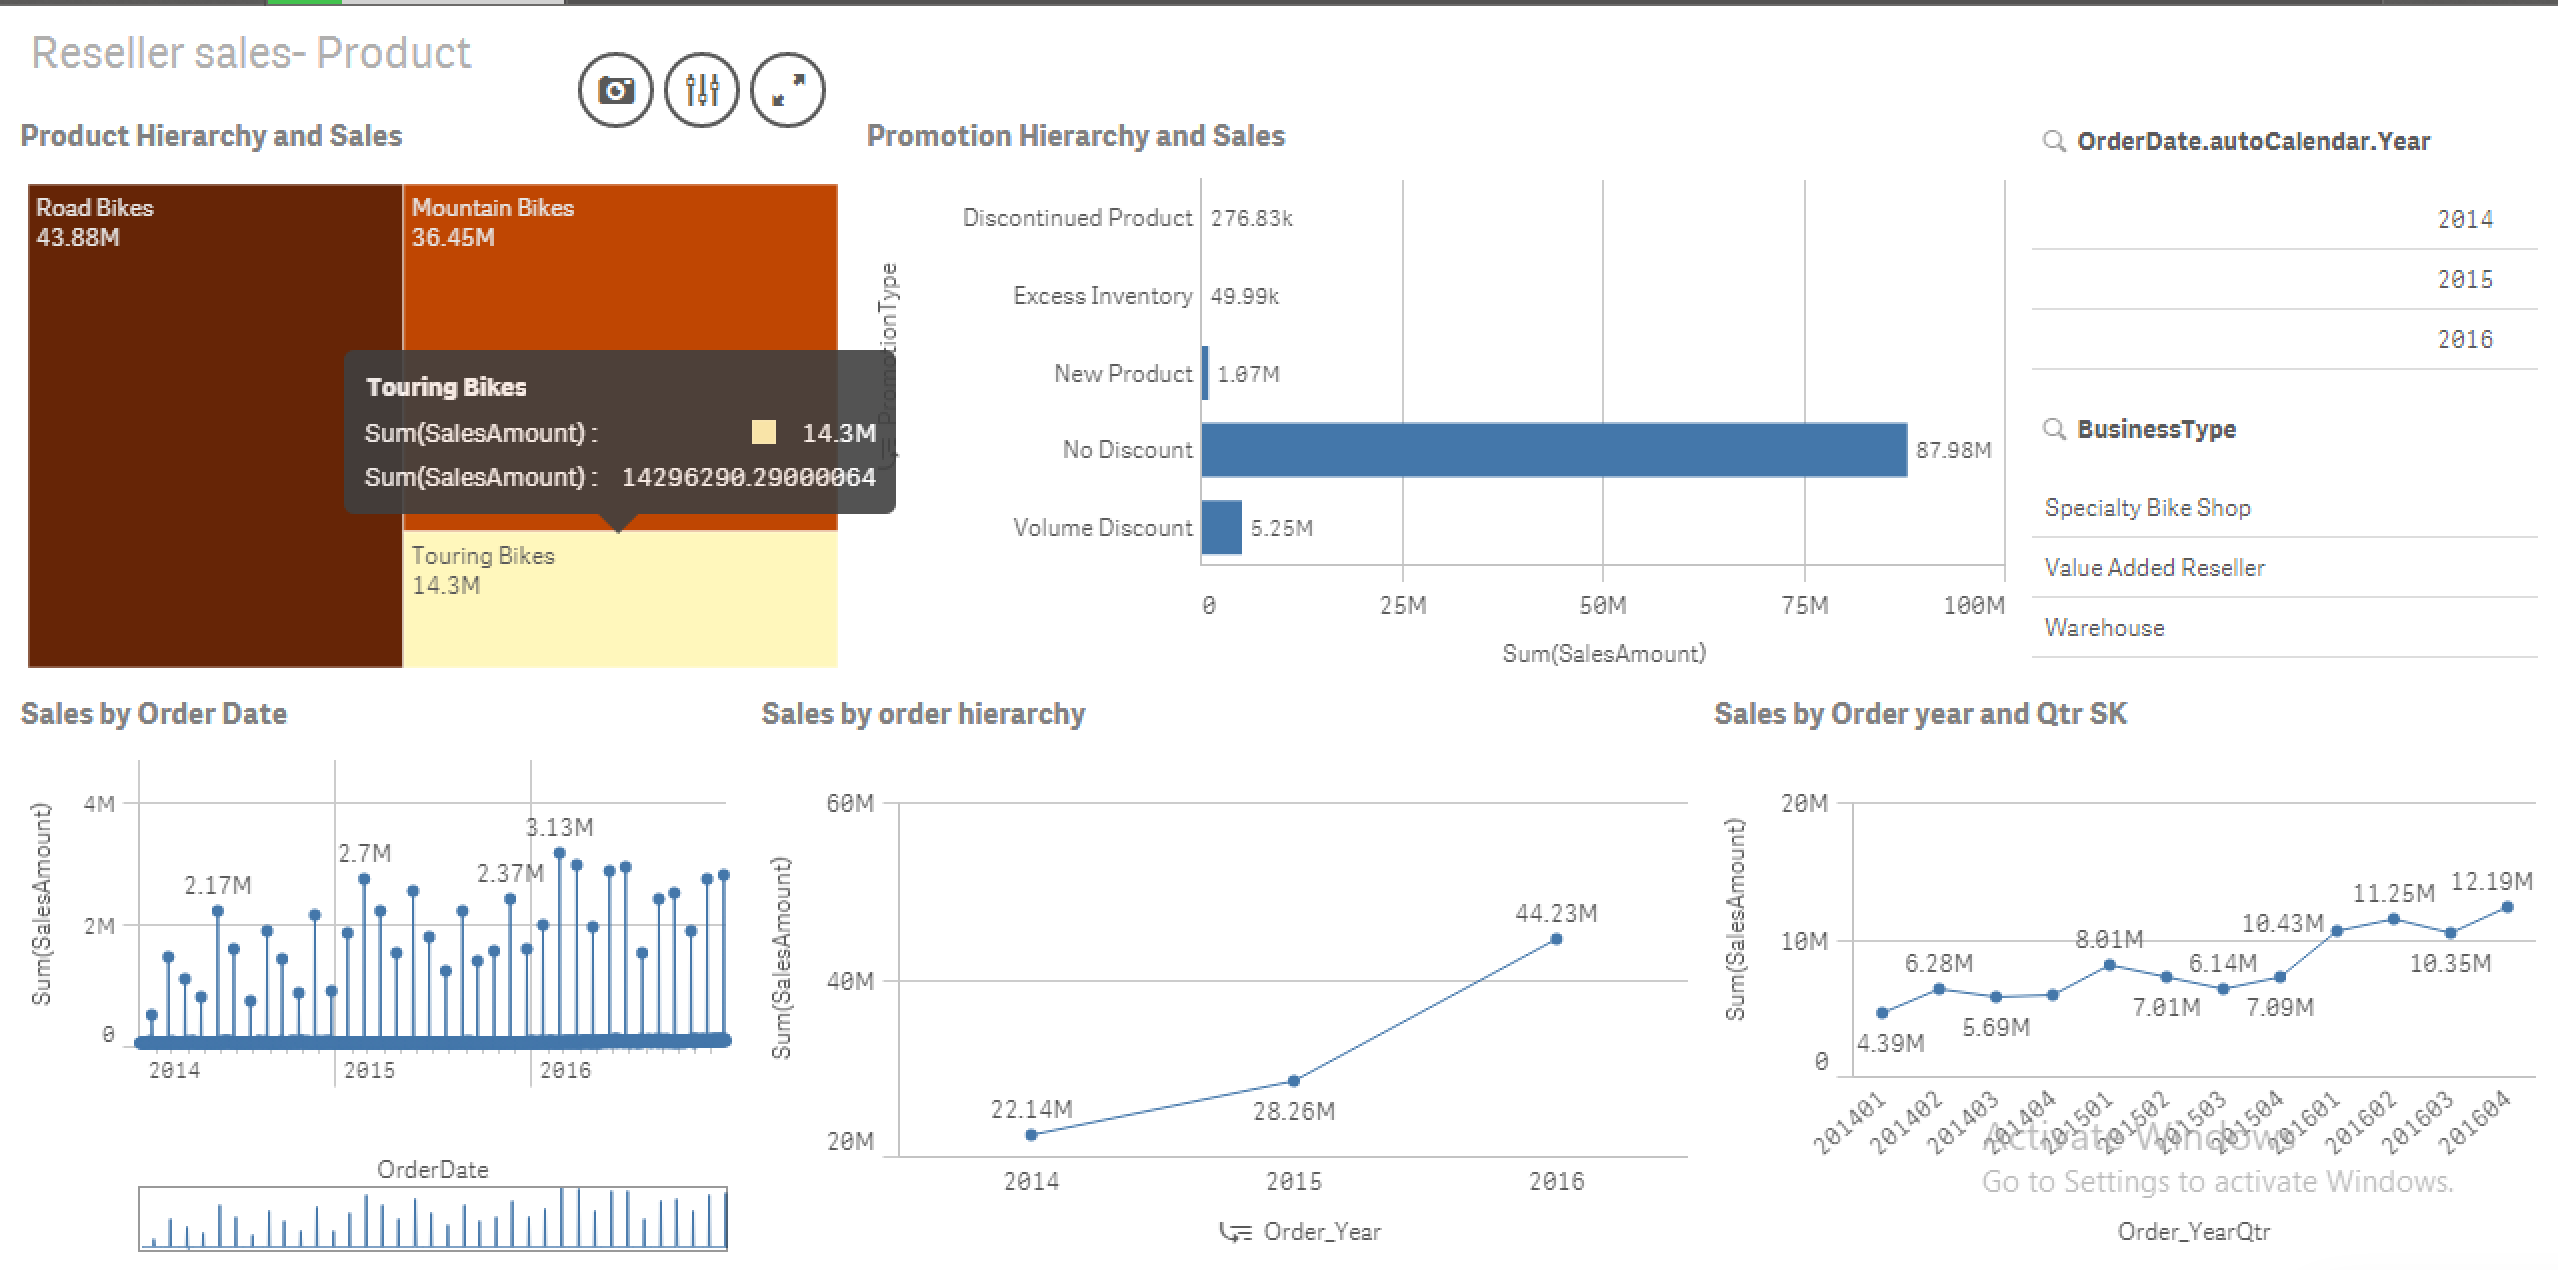 Reseller sales- Product
Product Hierarchy and Sales
Road Bikes
43.88M
Mountain Bikes
36.45M
Touring Bikes
Sum(SalesAmount) : 14.3M
Sum(SalesAmount) : 14296290.29000064
Touring Bikes
14.3M
Promotion Hierarchy and Sales
PromotionType
Discontinued Product 276.83k
Excess Inventory 49.99k
New Product 1.07M
No Discount 87.98M
Volume Discount 5.25M
0 25M 50M 75M 100M
Sum(SalesAmount)
OrderDate.autoCalendar.Year
2014
2015
2016
BusinessType
Specialty Bike Shop
Value Added Reseller
Warehouse
Sales by Order Date
Sum(SalesAmount)
4M
2M
0
2.17M
2.7M
2.37M
3.13M
2014 2015 2016
OrderDate
Sales by order hierarchy
Sum(SalesAmount)
60M
40M
20M
22.14M
28.26M
44.23M
2014 2015 2016
Order_Year
Sales by Order year and Qtr SK
Sum(SalesAmount)
20M
10M
0
4.39M
6.28M
5.69M
8.01M
7.01M
6.14M
7.09M
10.43M
11.25M
10.35M
12.19M
201401 201402 201403 201404 201501 201502 201503 201504 201601 201602 201603 201604
Activate Windows
Go to Settings to activate Windows.
Order_YearQtr